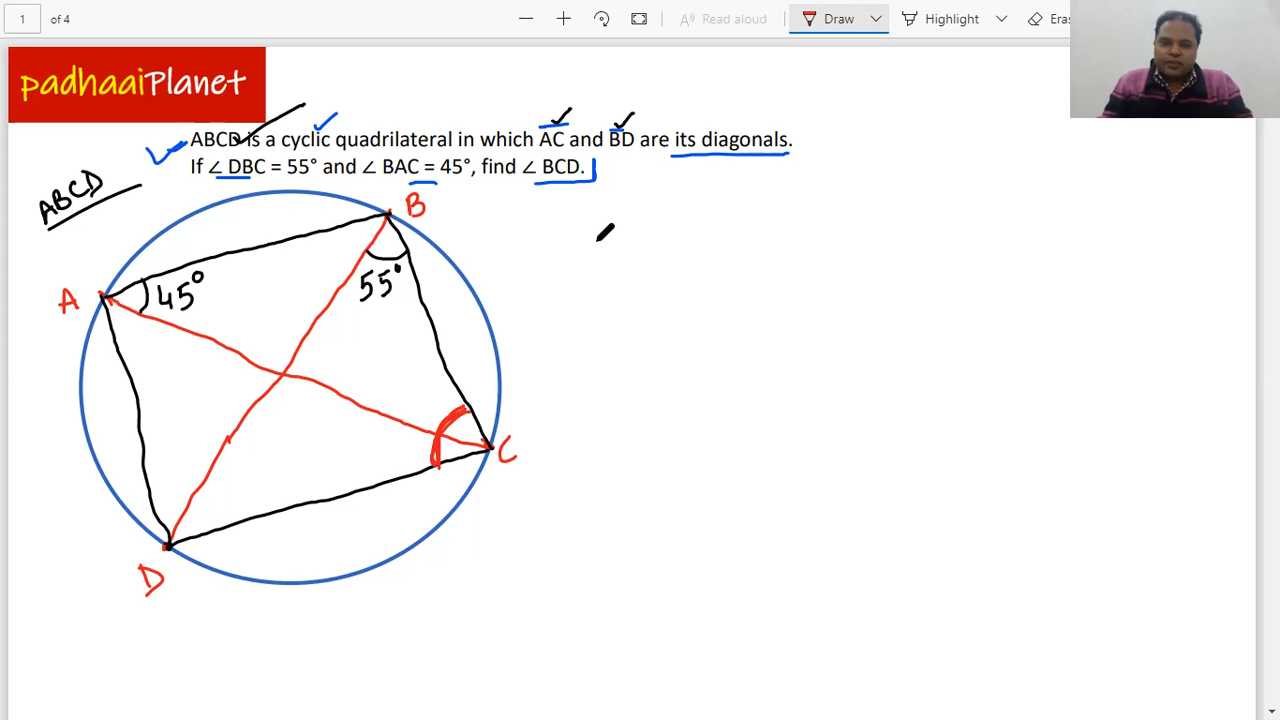 1 of 4 Read aloud Draw Highlight Eras
padhaaiPlanet
ABCD is a cyclic quadrilateral in which AC and BD are its diagonals.
If ∠ DBC = 55° and ∠ BAC = 45°, find ∠ BCD.
ABCD
B
A
45°
55°
C
D